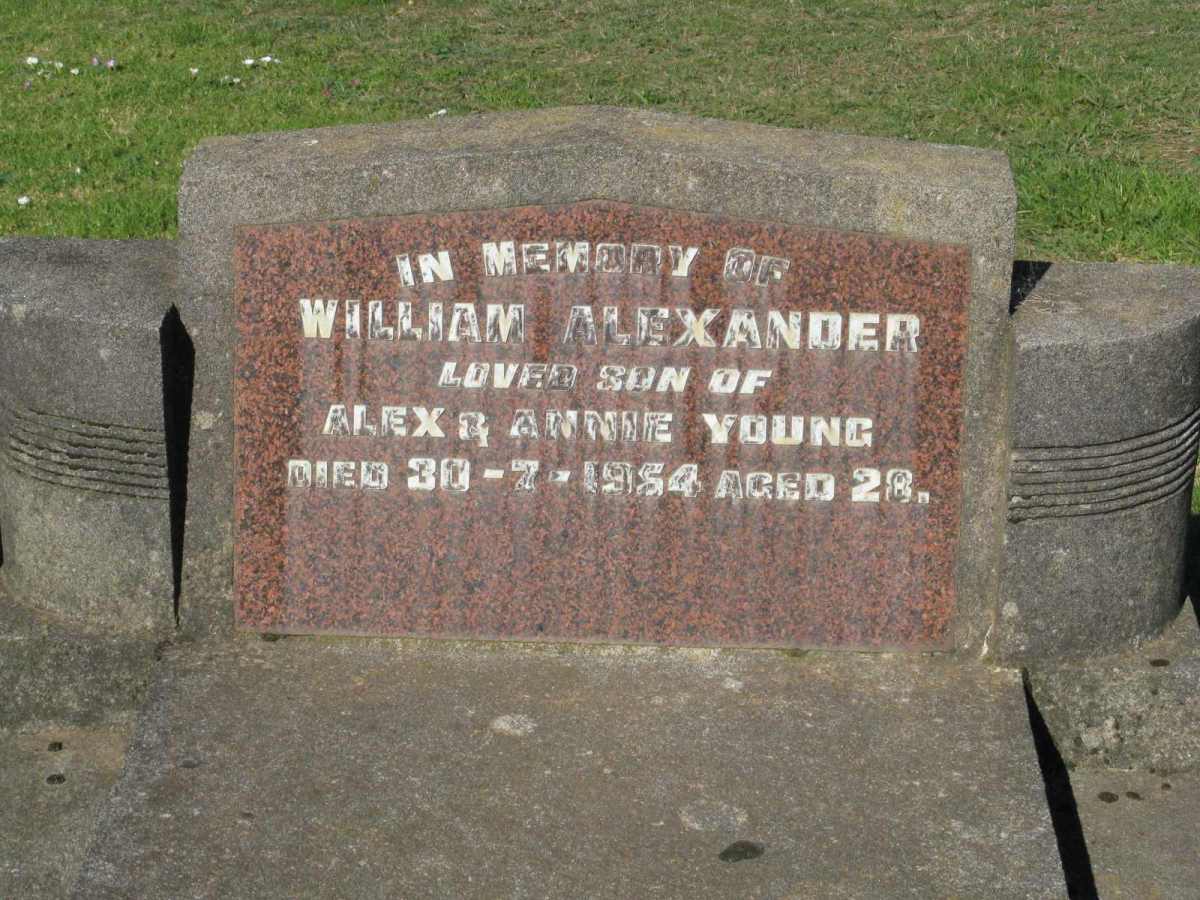 IN MEMORY OF
WILLIAM ALEXANDER
LOVED SON OF
ALEX & ANNIE YOUNG
DIED 30-7-1954 AGED 28.